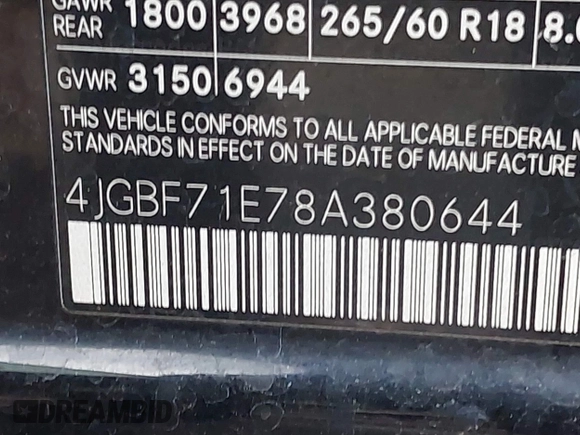 GAWR
REAR 1800 3968 265/60 R18 8.
GVWR 3150 6944
THIS VEHICLE CONFORMS TO ALL APPLICABLE FEDERAL M
STANDARDS IN EFFECT ON THE DATE OF MANUFACTURE
4JGBF71E78A380644
DREAMBID